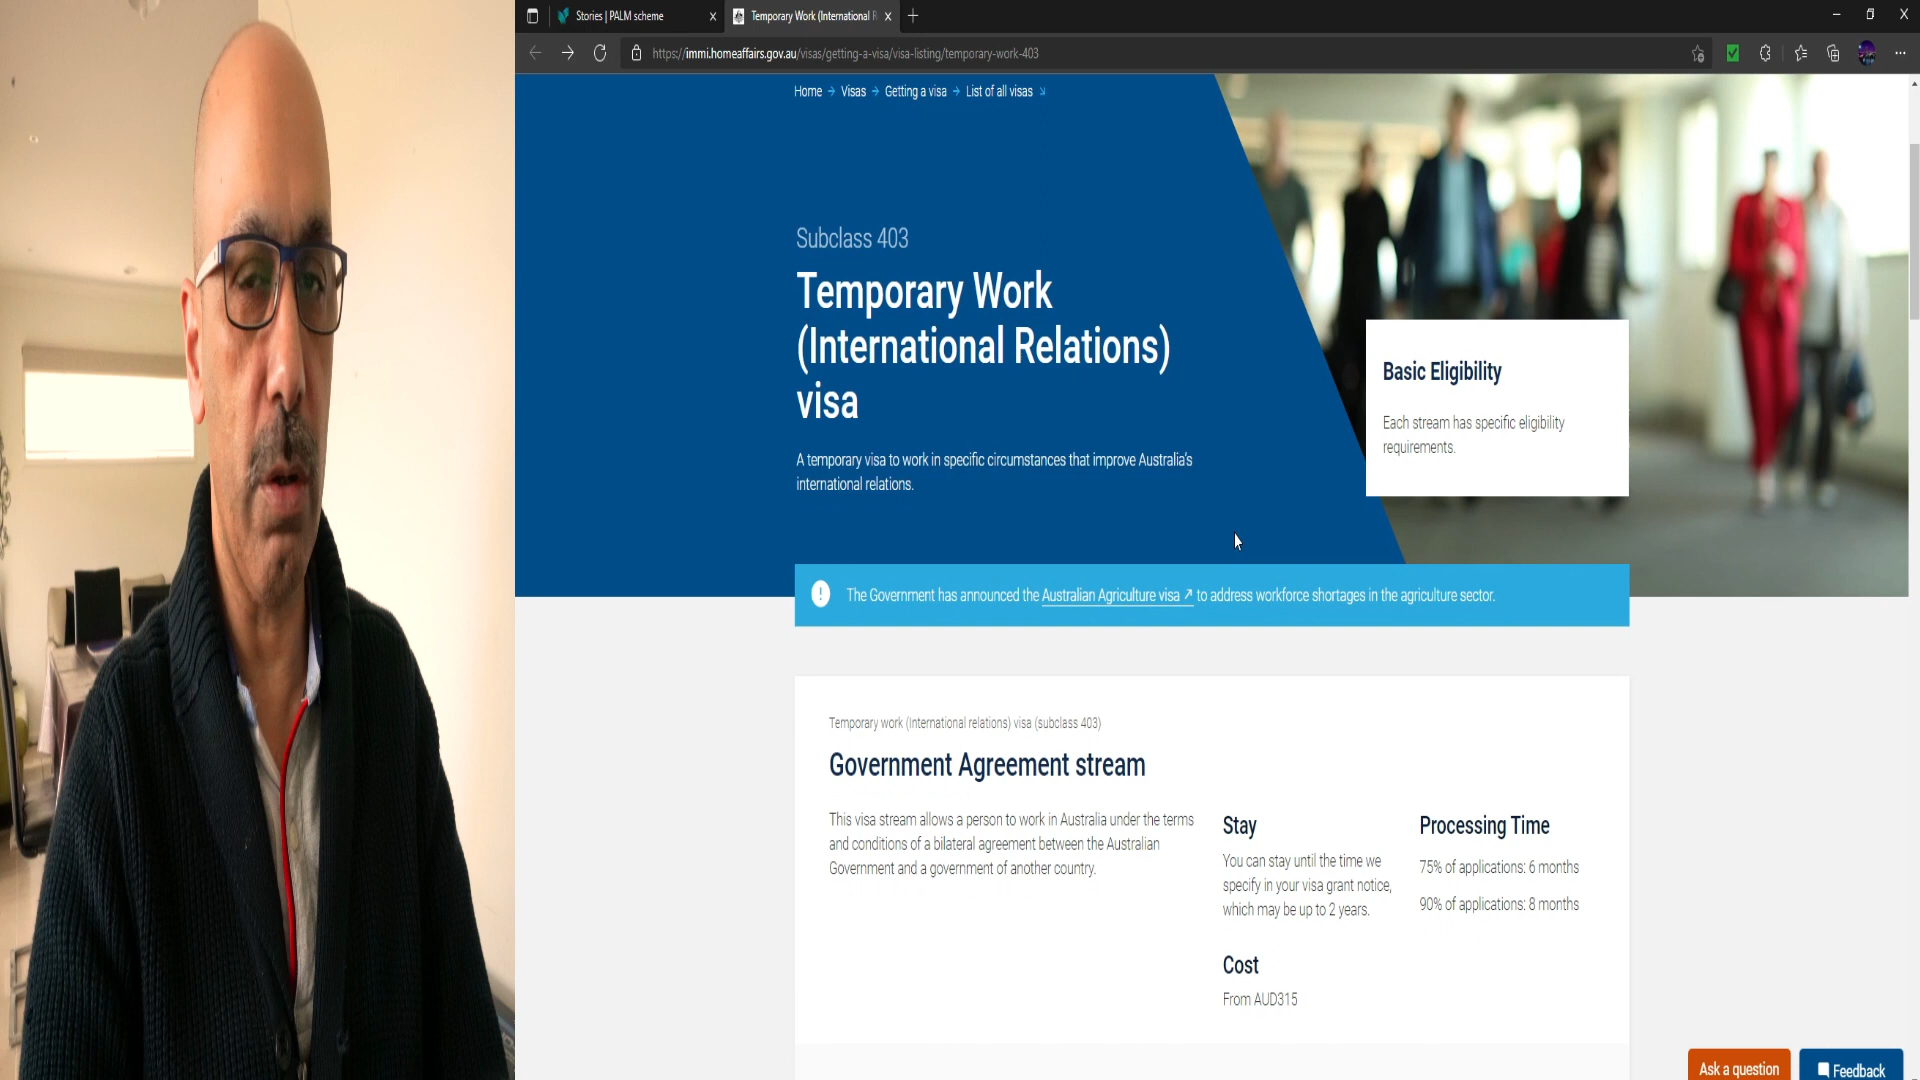 Stories | PALM scheme
Temporary Work (International R
https://immi.homeaffairs.gov.au/visas/getting-a-visa/visa-listing/temporary-work-403
Home → Visas → Getting a visa → List of all visas
Subclass 403
Temporary Work
(International Relations)
visa
A temporary visa to work in specific circumstances that improve Australia's
international relations.
Basic Eligibility
Each stream has specific eligibility
requirements.
The Government has announced the Australian Agriculture visa ↗ to address workforce shortages in the agriculture sector.
Temporary work (International relations) visa (subclass 403)
Government Agreement stream
This visa stream allows a person to work in Australia under the terms
and conditions of a bilateral agreement between the Australian
Government and a government of another country.
Stay
You can stay until the time we
specify in your visa grant notice,
which may be up to 2 years.
Processing Time
75% of applications: 6 months
90% of applications: 8 months
Cost
From AUD315
Ask a question
Feedback